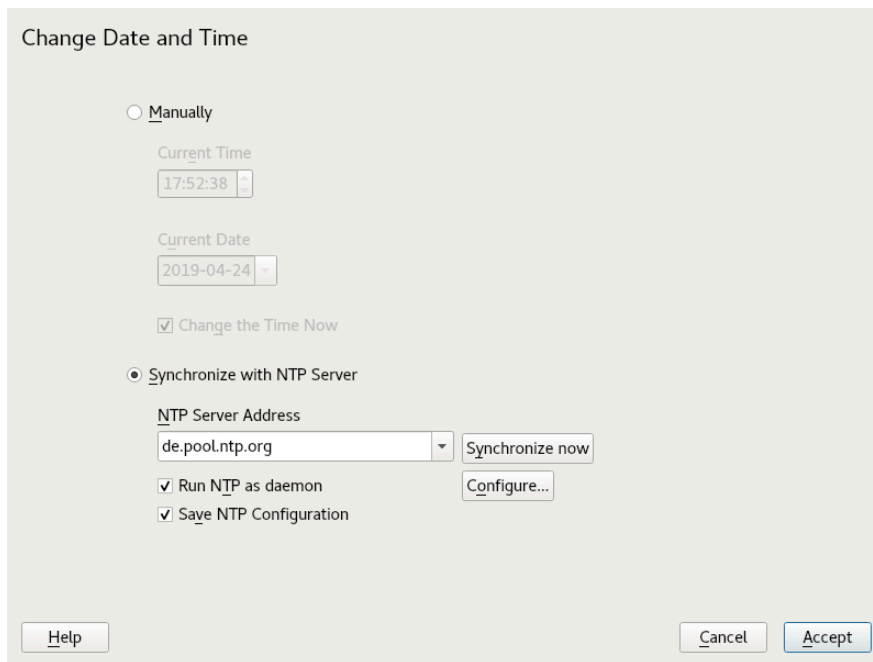 Change Date and Time
Manually
Current Time
17:52:38
Current Date
2019-04-24
Change the Time Now
Synchronize with NTP Server
NTP Server Address
de.pool.ntp.org Synchronize now
Run NTP as daemon Configure...
Save NTP Configuration
Help Cancel Accept